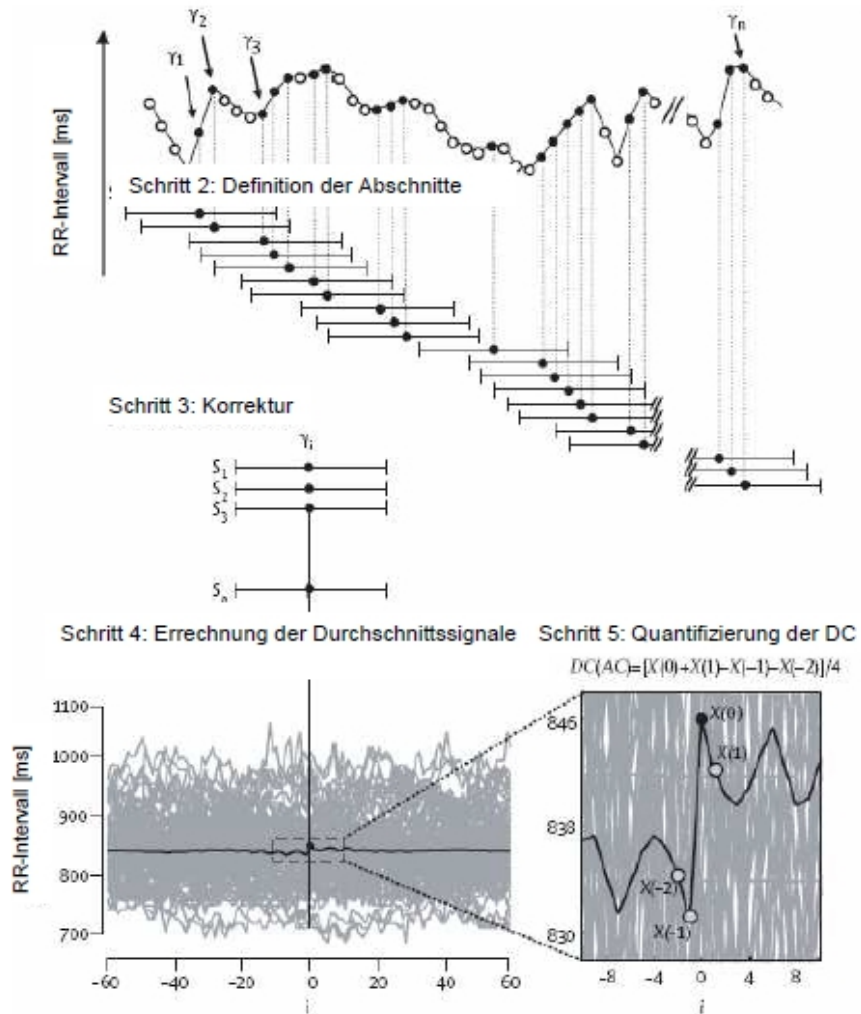 γ1
γ2
γ3
γn
RR-Intervall [ms]
Schritt 2: Definition der Abschnitte
Schritt 3: Korrektur
γi
S1
S2
S3
Sn
Schritt 4: Errechnung der Durchschnittssignale
Schritt 5: Quantifizierung der DC
DC(AC)=[X(0)+X(1)–X(–1)–X(–2)]/4
RR-Intervall [ms]
1100
1000
900
800
700
–60 –40 –20 0 20 40 60
i
846
838
830
X(0)
X(1)
X(–2)
X(–1)
–8 –4 0 4 8
i